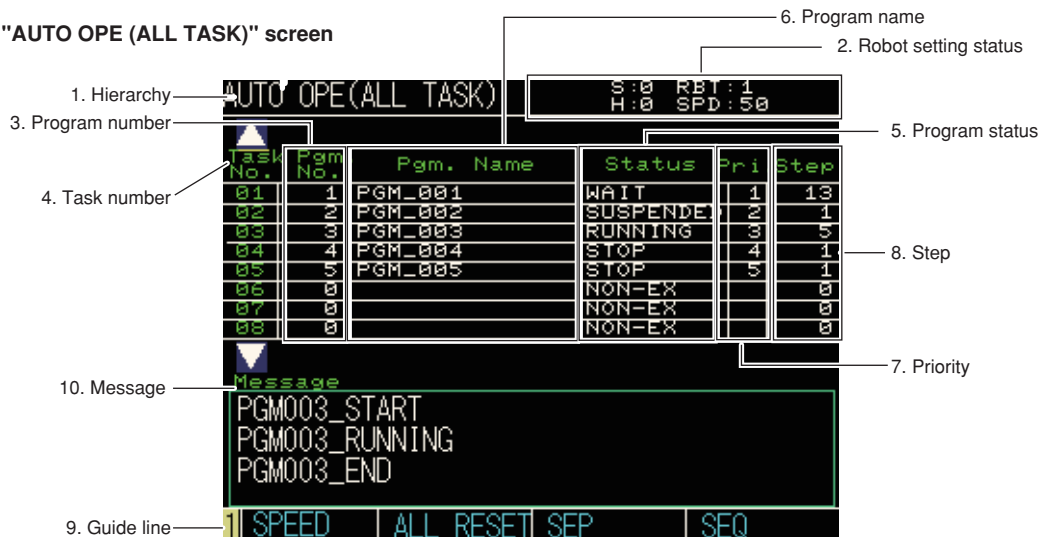 6. Program name
"AUTO OPE (ALL TASK)" screen
2. Robot setting status
1. Hierarchy
AUTO OPE(ALL TASK) S:0 RBT:1
H:0 SPD:50
3. Program number
5. Program status
Task No. Pgm No. Pgm. Name Status Pri Step
4. Task number
01 1 PGM_001 WAIT 1 13
02 2 PGM_002 SUSPENDED 2 1
03 3 PGM_003 RUNNING 3 5
04 4 PGM_004 STOP 4 1
8. Step
05 5 PGM_005 STOP 5 1
06 0 NON-EX 0
07 0 NON-EX 0
08 0 NON-EX 0
7. Priority
10. Message
Message
PGM003_START
PGM003_RUNNING
PGM003_END
9. Guide line
1 SPEED ALL RESET SEP SEQ